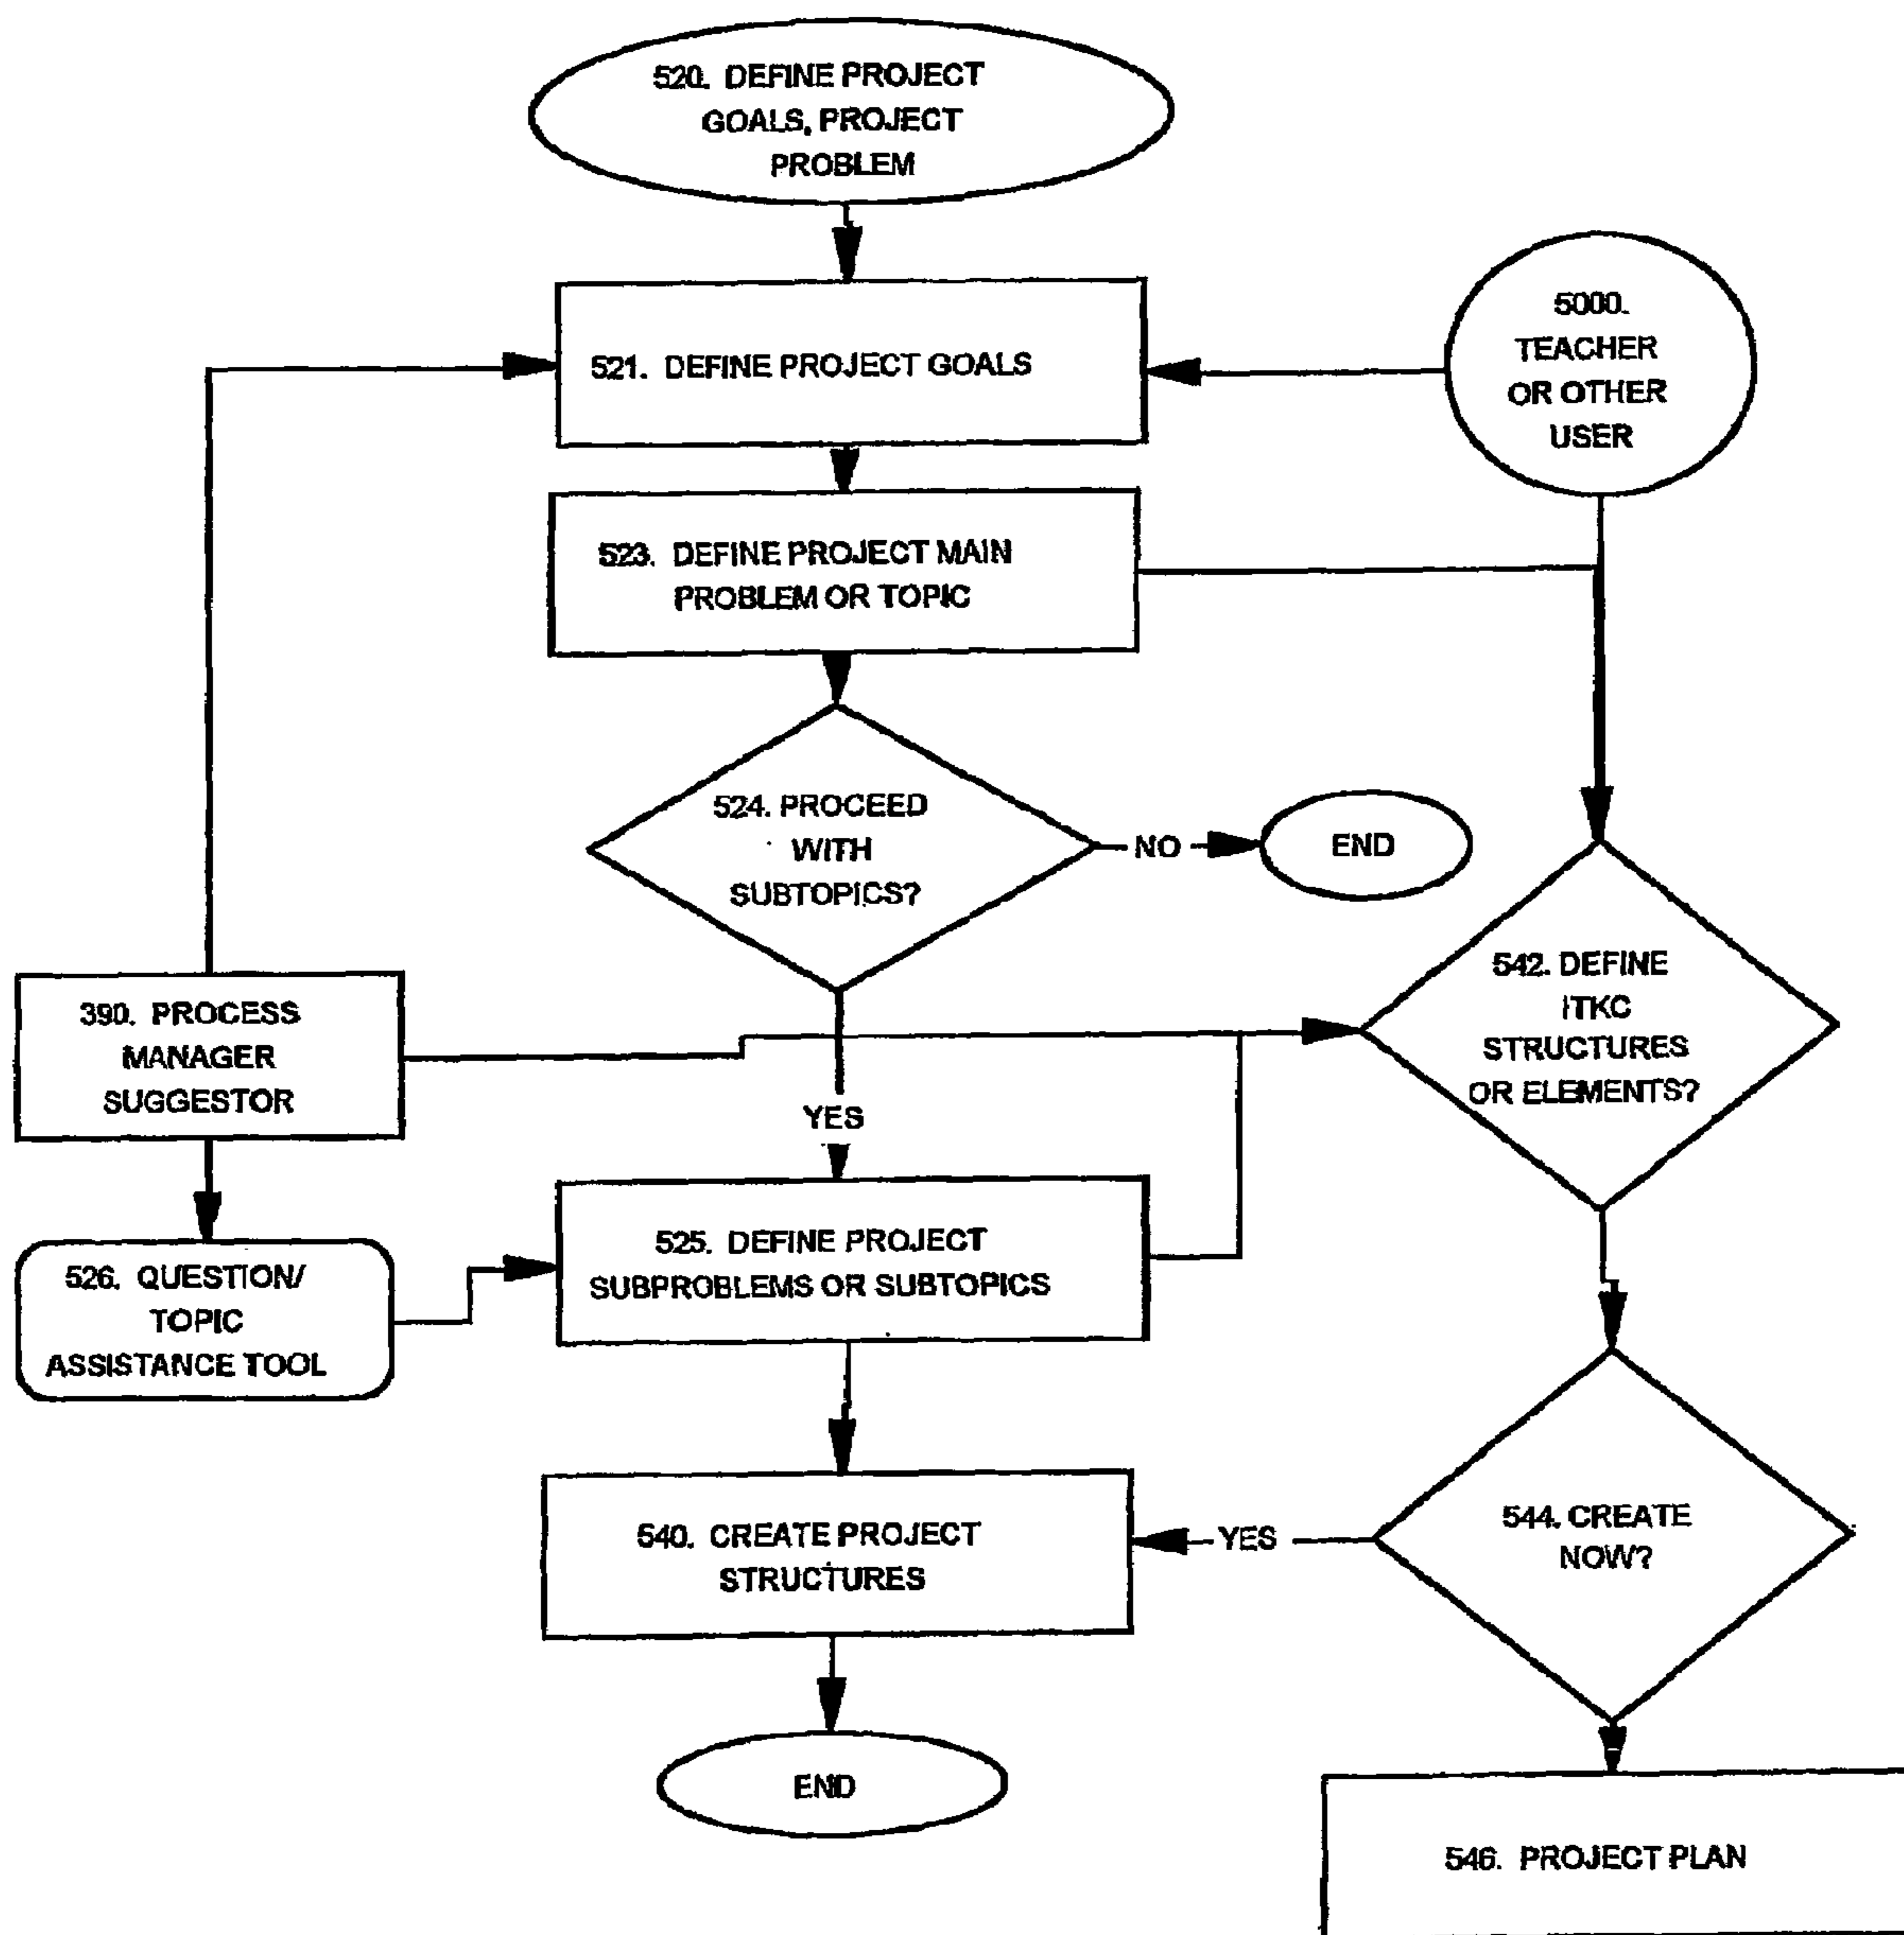 520. DEFINE PROJECT
GOALS, PROJECT
PROBLEM
5000.
TEACHER
OR OTHER
USER
521. DEFINE PROJECT GOALS
523. DEFINE PROJECT MAIN
PROBLEM OR TOPIC
524. PROCEED
WITH
SUBTOPICS?
NO
END
542. DEFINE
ITKC
STRUCTURES
OR ELEMENTS?
390. PROCESS
MANAGER
SUGGESTOR
YES
525. DEFINE PROJECT
SUBPROBLEMS OR SUBTOPICS
526. QUESTION/
TOPIC
ASSISTANCE TOOL
540. CREATE PROJECT
STRUCTURES
YES
544. CREATE
NOW?
END
546. PROJECT PLAN